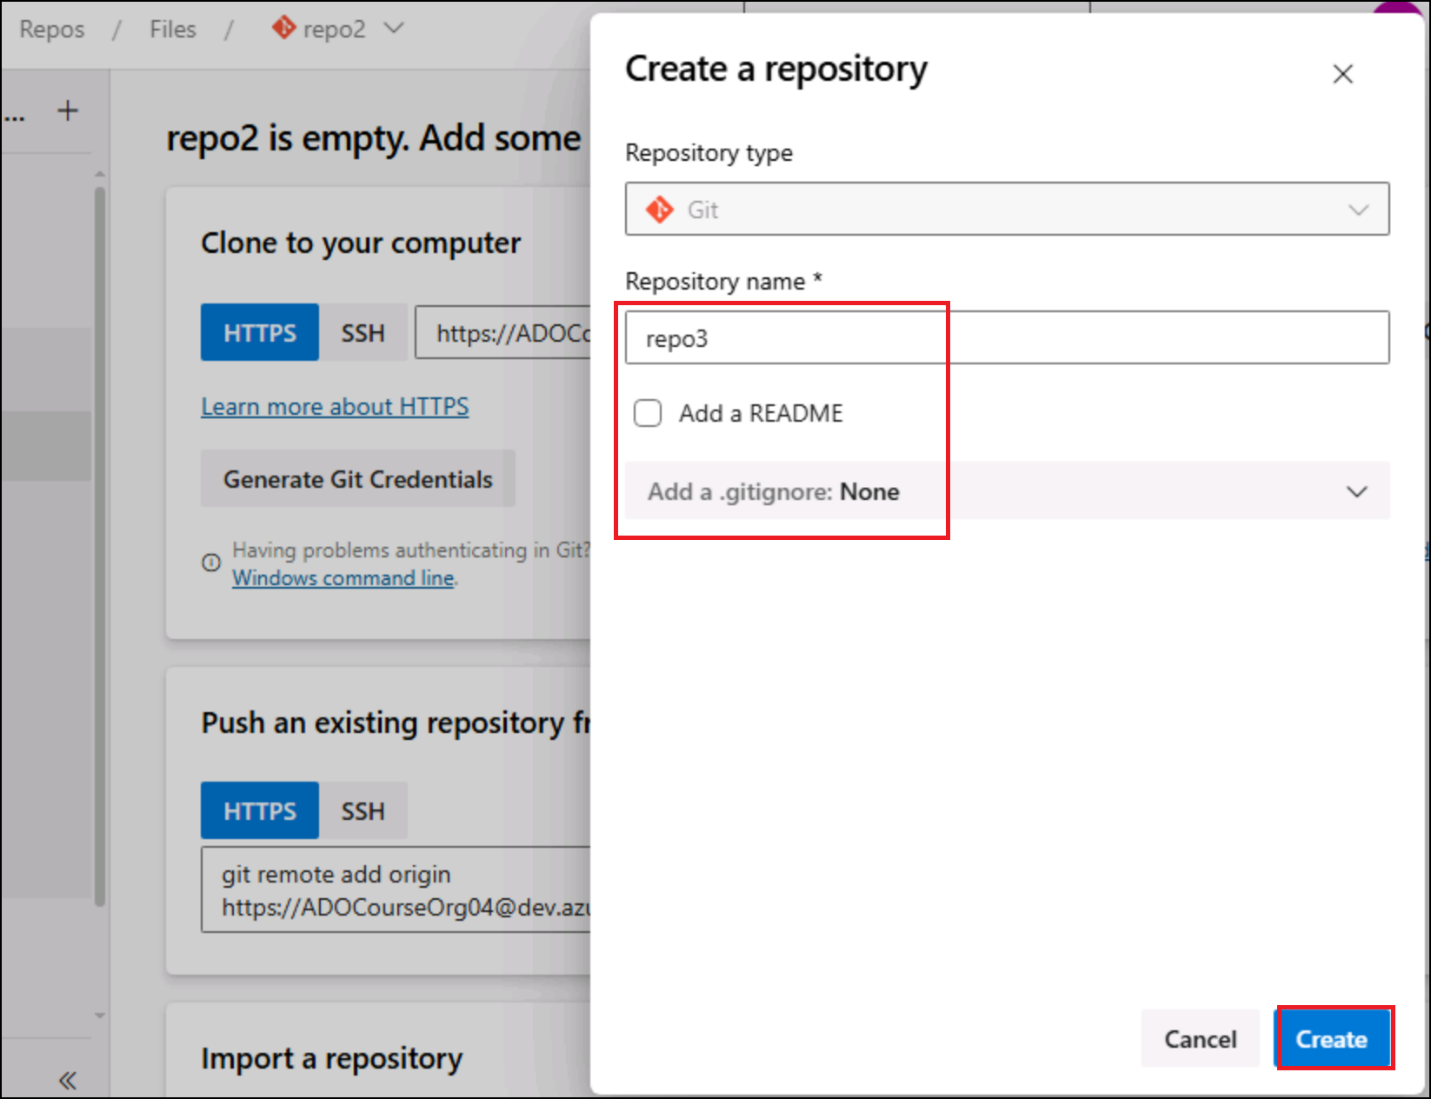 Repos / Files / repo2
... +
repo2 is empty. Add some
Clone to your computer
HTTPS SSH https://ADOCo
Learn more about HTTPS
Generate Git Credentials
Having problems authenticating in Git?
Windows command line.
Push an existing repository fr
HTTPS SSH
git remote add origin
https://ADOCourseOrg04@dev.azu
Import a repository
Create a repository
Repository type
Git
Repository name *
repo3
Add a README
Add a .gitignore: None
Cancel Create